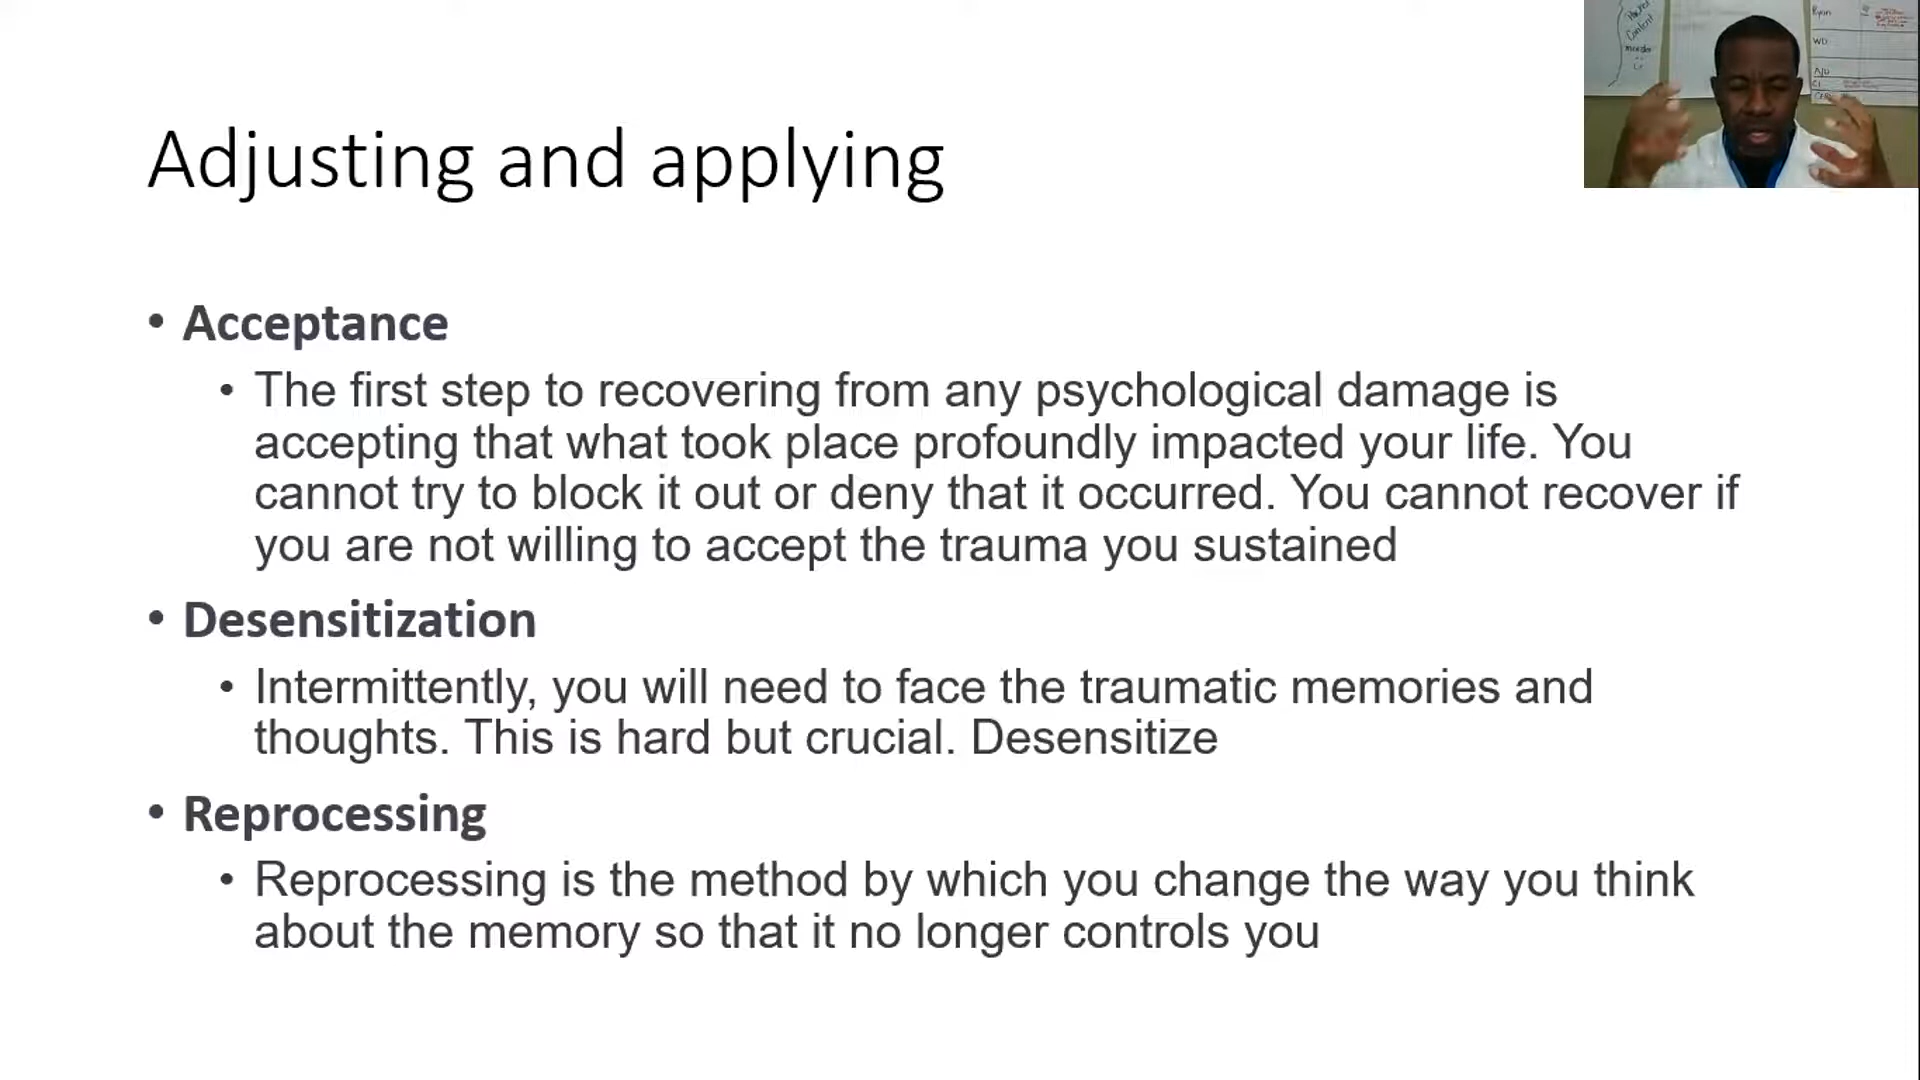 Adjusting and applying
• Acceptance
• The first step to recovering from any psychological damage is
accepting that what took place profoundly impacted your life. You
cannot try to block it out or deny that it occurred. You cannot recover if
you are not willing to accept the trauma you sustained
• Desensitization
• Intermittently, you will need to face the traumatic memories and
thoughts. This is hard but crucial. Desensitize
• Reprocessing
• Reprocessing is the method by which you change the way you think
about the memory so that it no longer controls you
Content
Ryan
WD